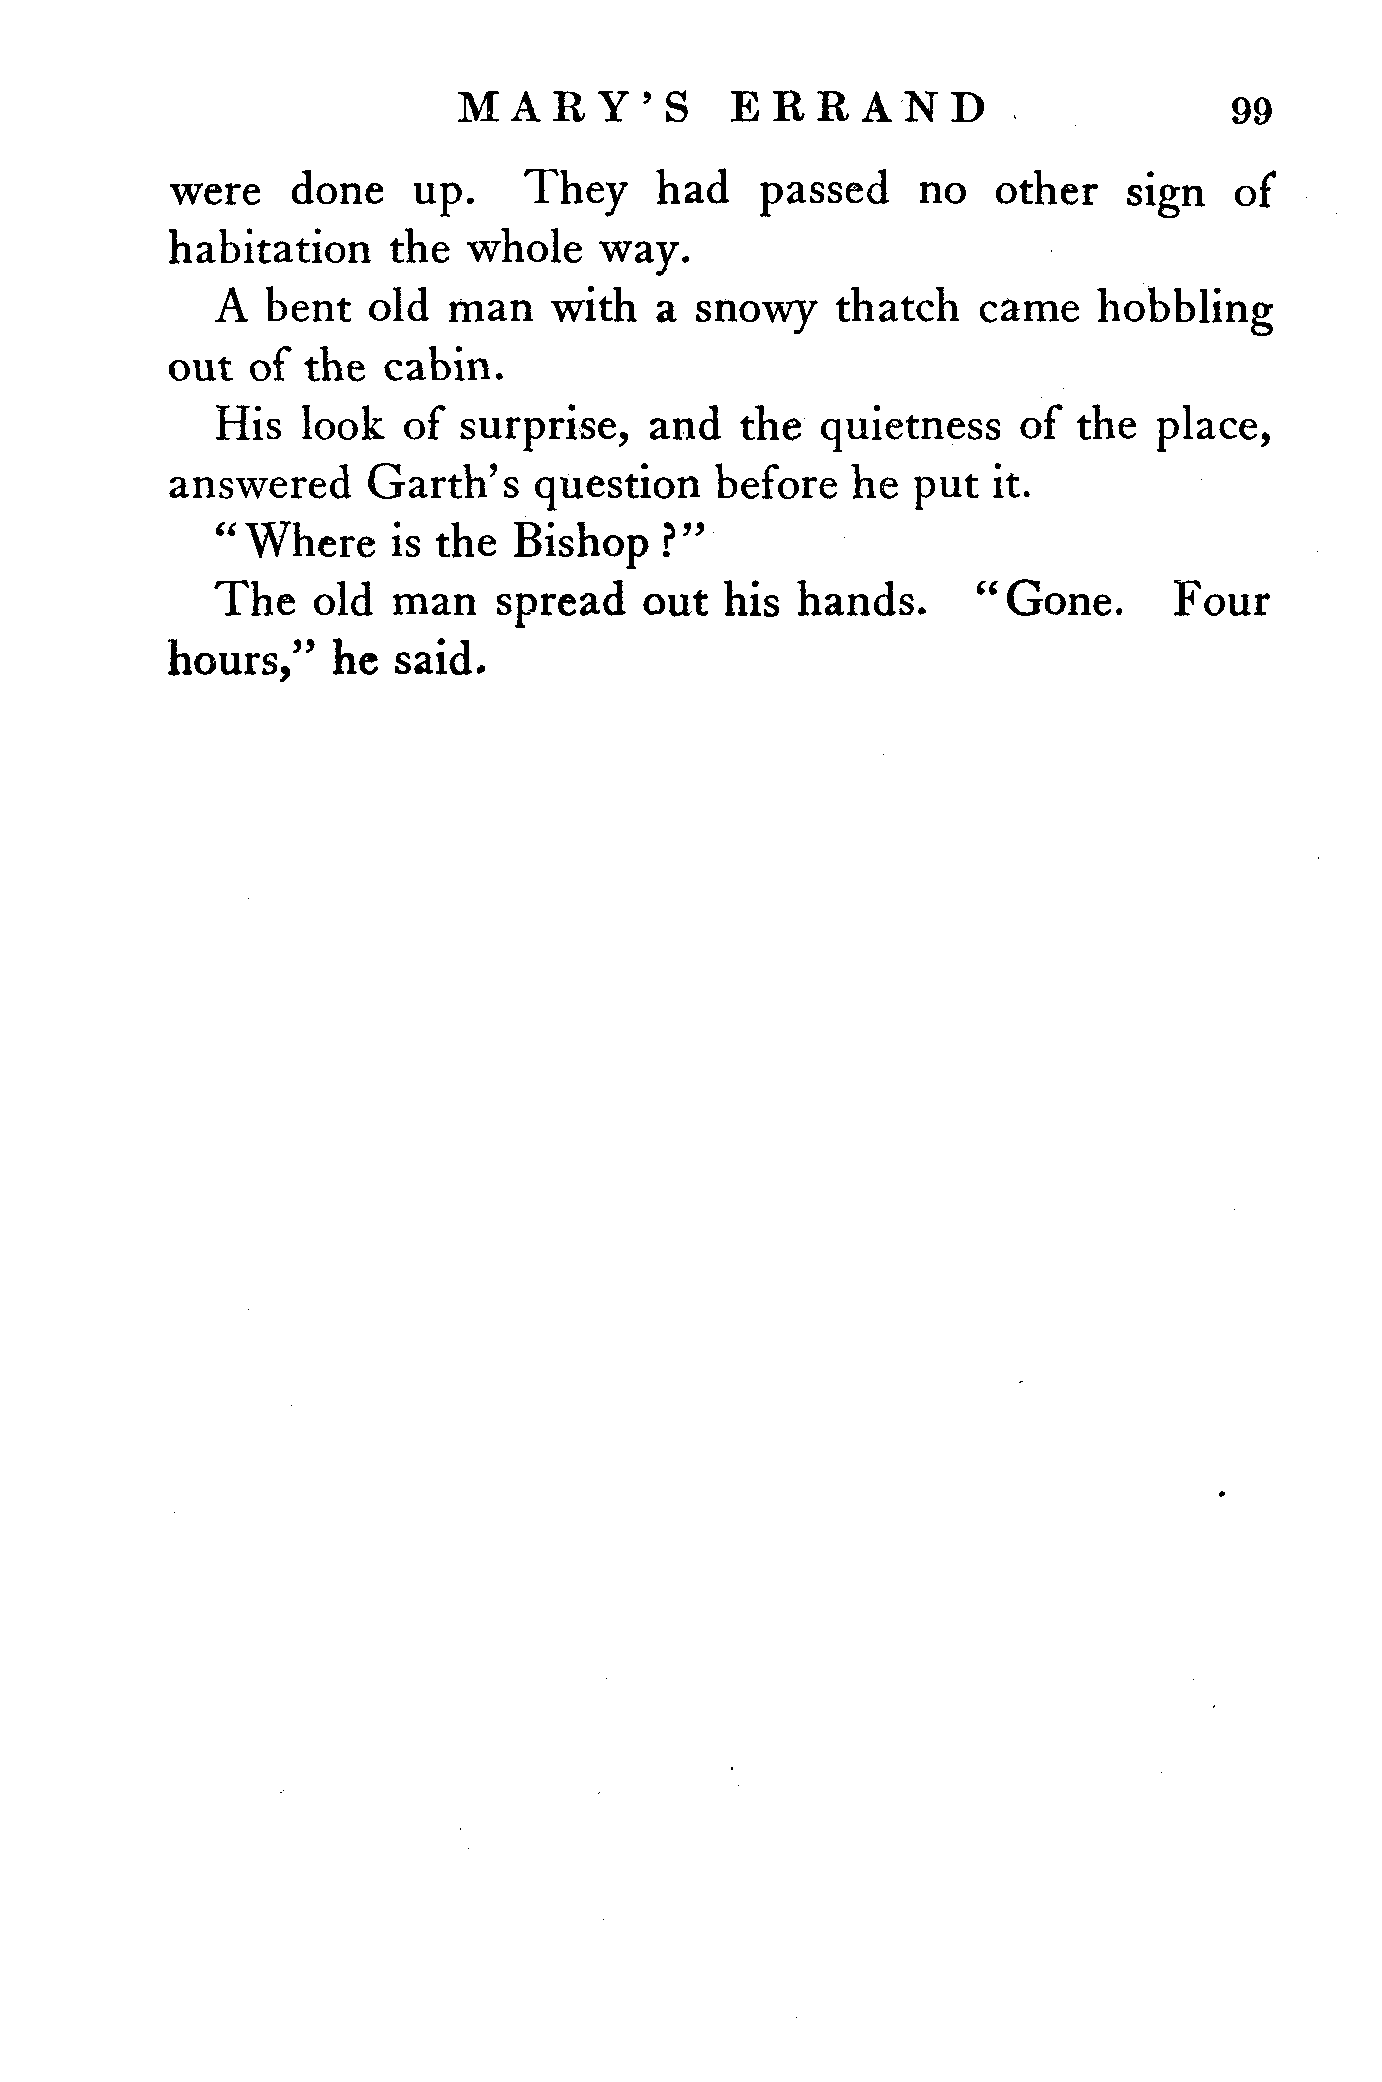 MARY'S ERRAND 99
were done up. They had passed no other sign of
habitation the whole way.
A bent old man with a snowy thatch came hobbling
out of the cabin.
His look of surprise, and the quietness of the place,
answered Garth's question before he put it.
“Where is the Bishop?”
The old man spread out his hands. “Gone. Four
hours,” he said.